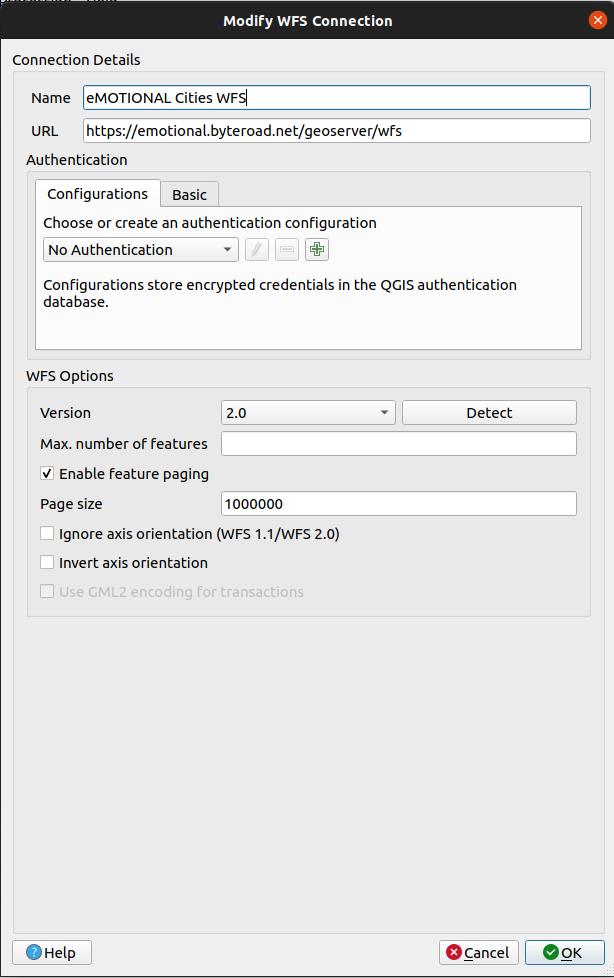 Modify WFS Connection
Connection Details
Name eMOTIONAL Cities WFS
URL https://emotional.byteroad.net/geoserver/wfs
Authentication
Configurations Basic
Choose or create an authentication configuration
No Authentication
Configurations store encrypted credentials in the QGIS authentication
database.
WFS Options
Version 2.0 Detect
Max. number of features
Enable feature paging
Page size 1000000
Ignore axis orientation (WFS 1.1/WFS 2.0)
Invert axis orientation
Use GML2 encoding for transactions
Help Cancel OK